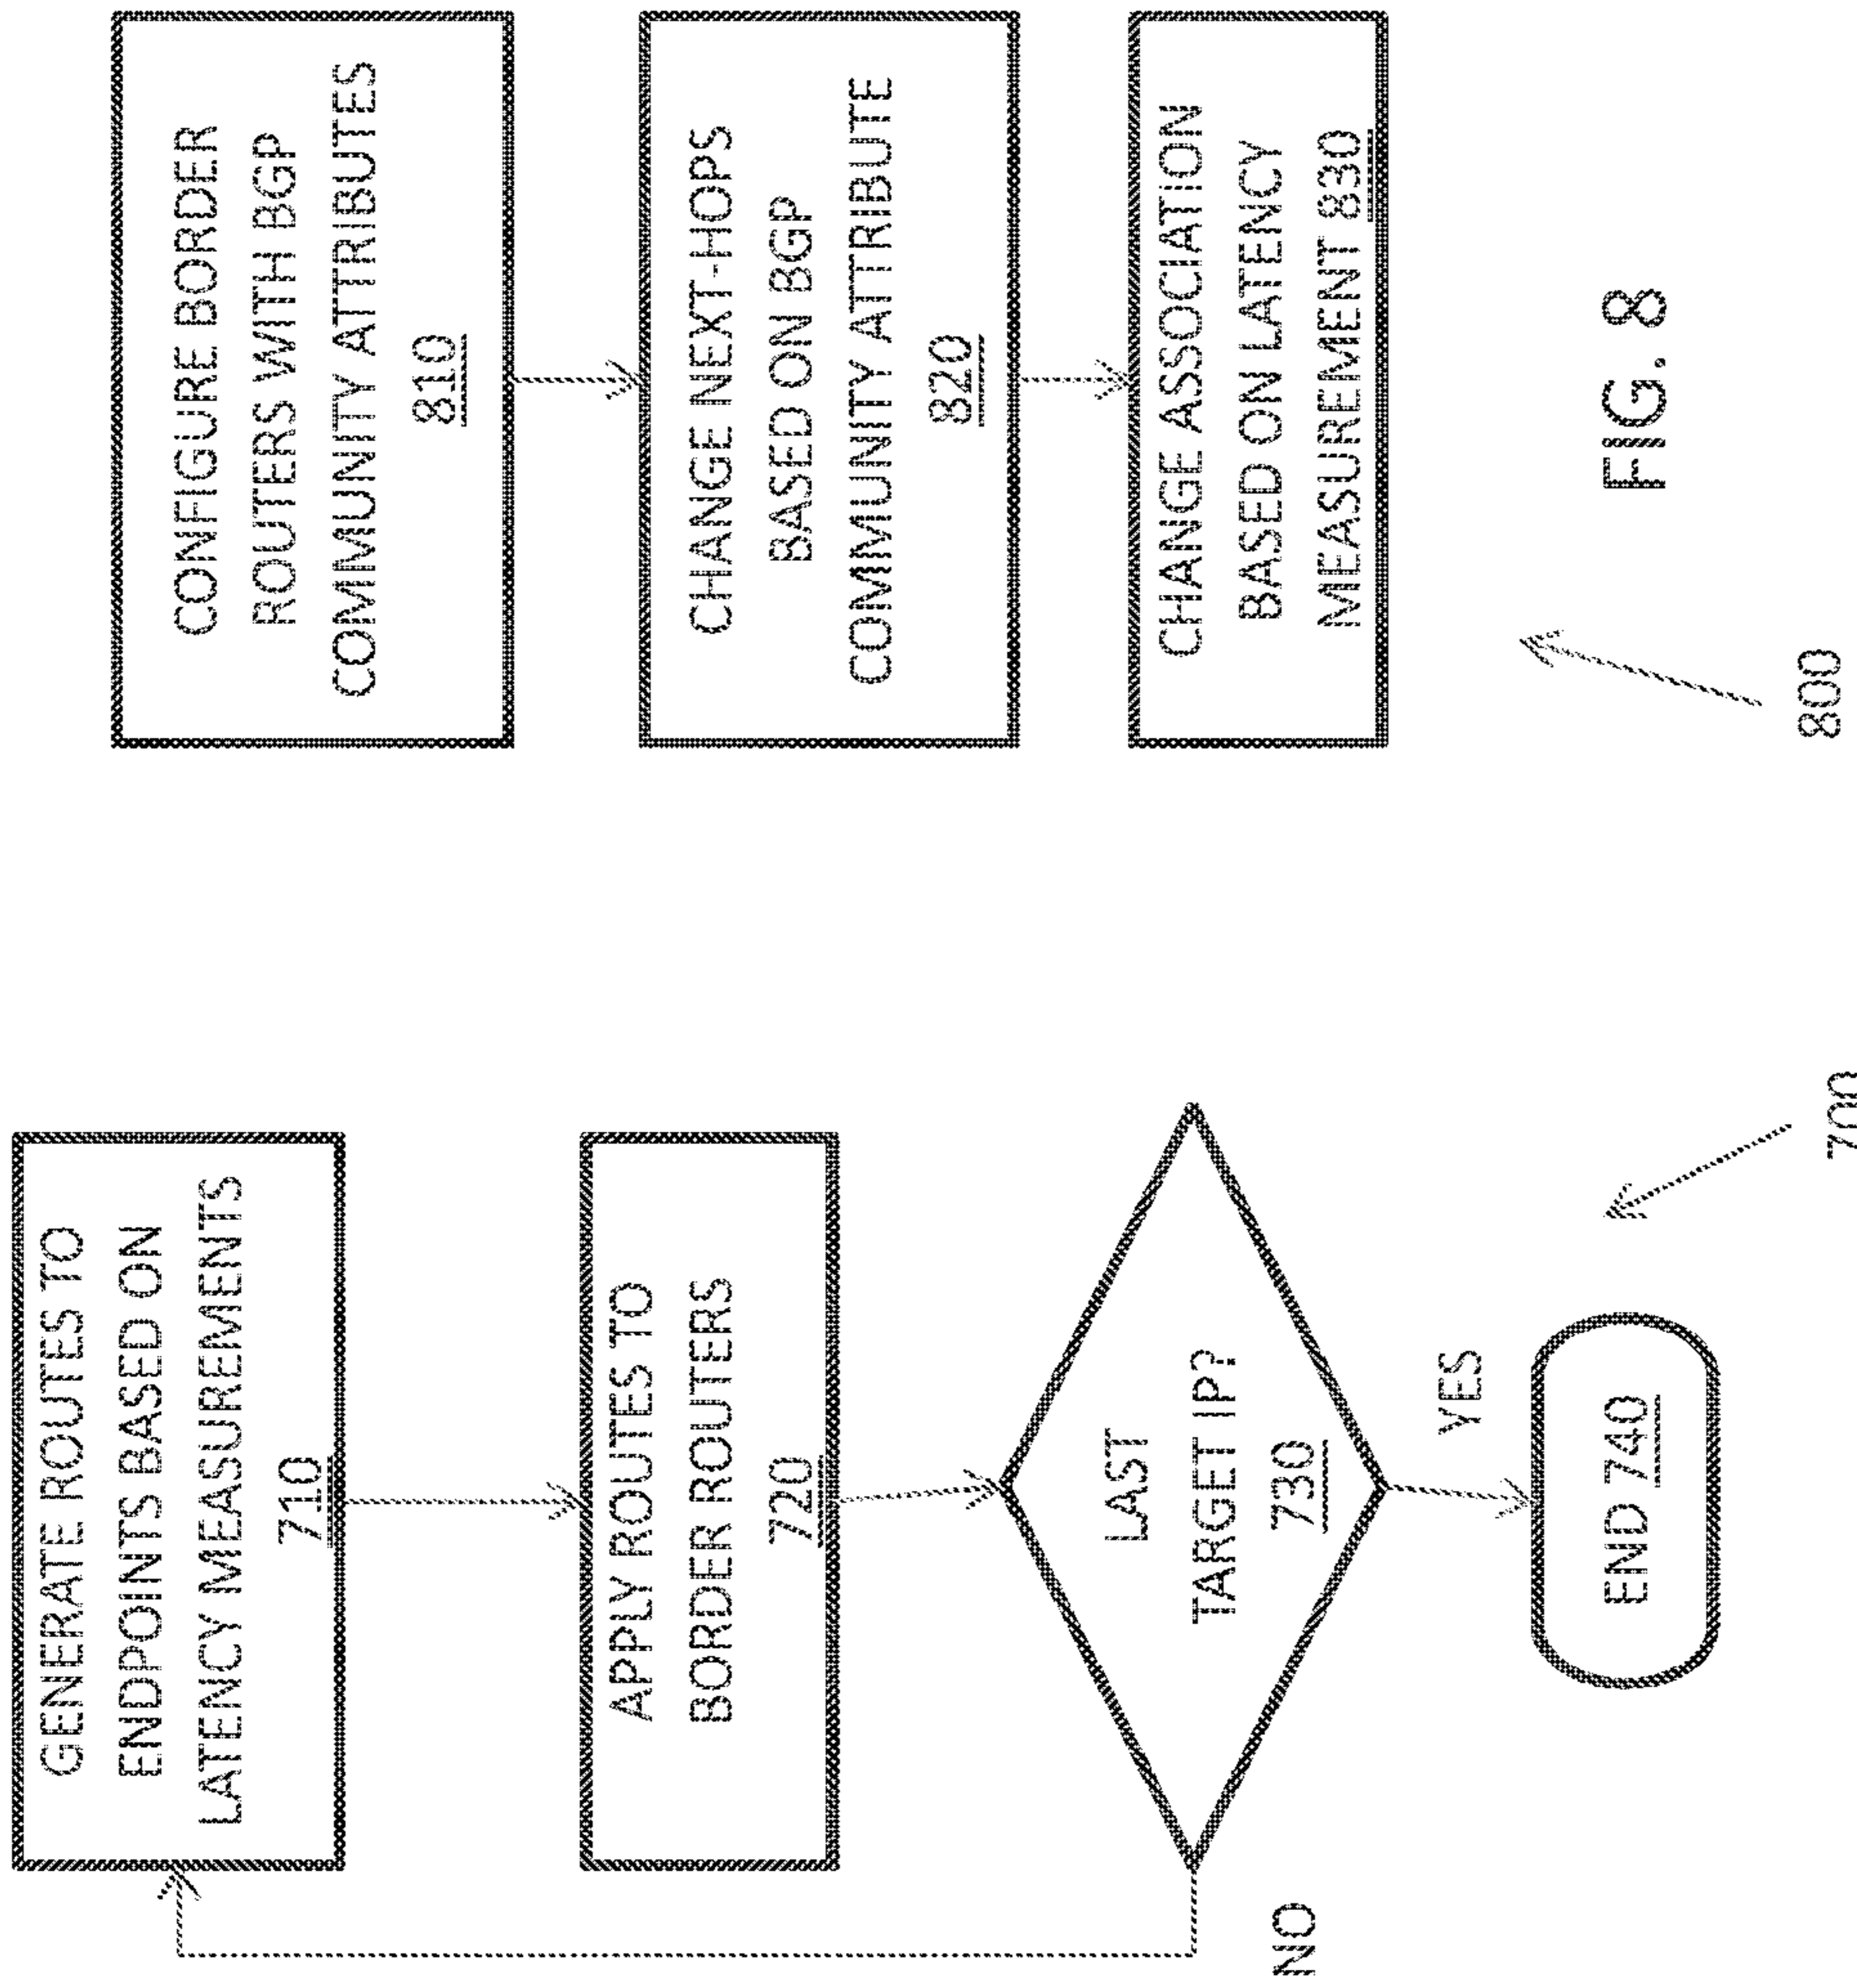 GENERATE ROUTES TO
ENDPOINTS BASED ON
LATENCY MEASUREMENTS
710
APPLY ROUTES TO
BORDER ROUTERS
720
LAST
TARGET IP?
730
NO
YES
END 740
700
CONFIGURE BORDER
ROUTERS WITH BGP
COMMUNITY ATTRIBUTES
810
CHANGE NEXT-HOPS
BASED ON BGP
COMMUNITY ATTRIBUTE
820
CHANGE ASSOCIATION
BASED ON LATENCY
MEASUREMENT 830
FIG. 8
800